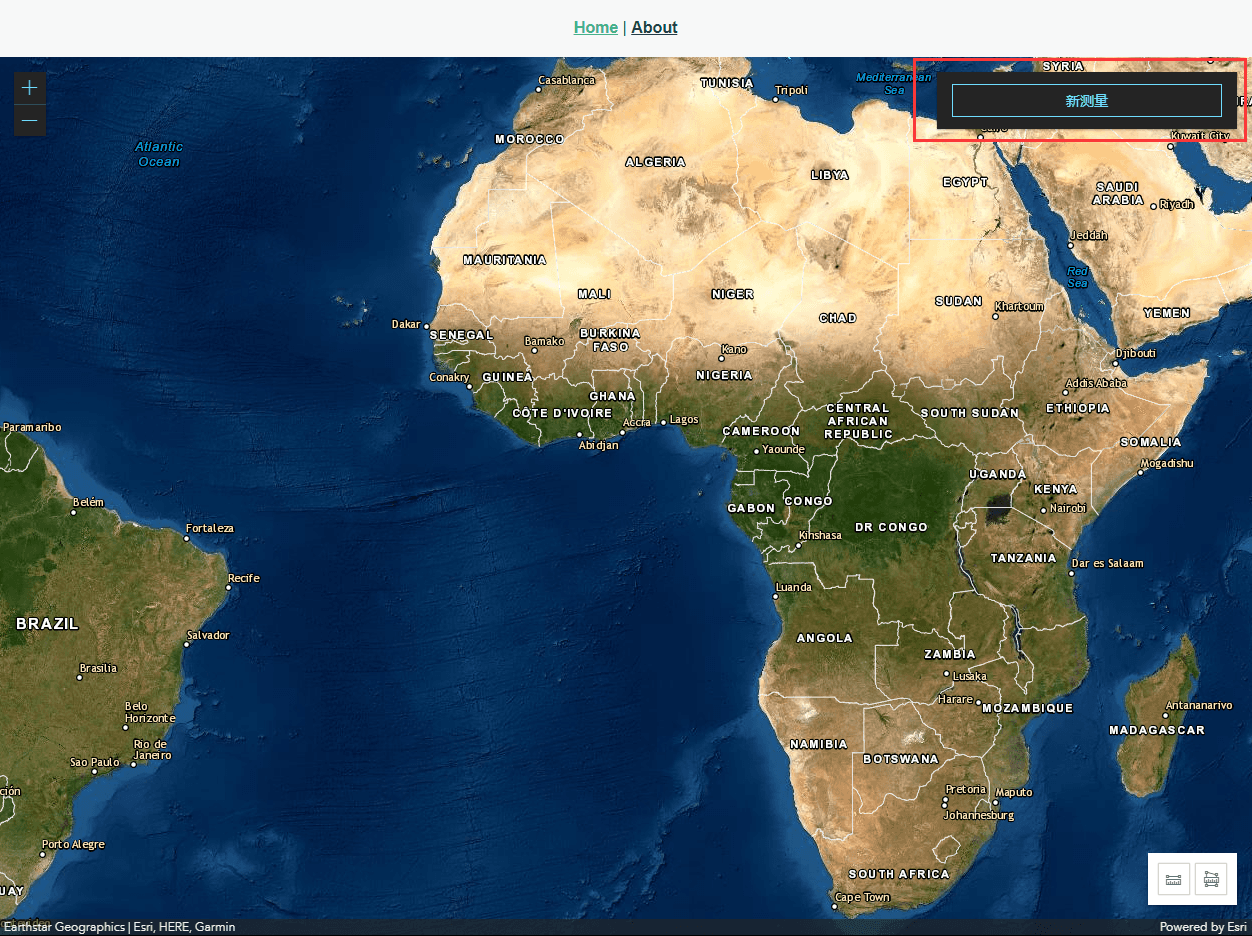 Home | About
SYRIA
Casablanca
TUNISIA
Mediterranean
Sea
Tripoli
新测量
MOROCCO
Kuwait City
Atlantic
Ocean
ALGERIA
LIBYA
EGYPT
SAUDI
ARABIA
Riyadh
Jeddah
MAURITANIA
Red
Sea
MALI
NIGER
SUDAN
Khartoum
CHAD
YEMEN
Dakar
SENEGAL
BURKINA
FASO
Bamako
Kano
Djibouti
Conakry
GUINEA
NIGERIA
Addis Ababa
GHANA
CÔTE D'IVOIRE
CENTRAL
AFRICAN
REPUBLIC
SOUTH SUDAN
ETHIOPIA
Accra
Lagos
Paramaribo
CAMEROON
Abidjan
Yaounde
SOMALIA
Mogadishu
UGANDA
KENYA
Belém
GABON
CONGO
Nairobi
Fortaleza
DR CONGO
Kihshasa
TANZANIA
Dar es Salaam
Recife
Luanda
BRAZIL
Salvador
ANGOLA
ZAMBIA
Brasilia
Lusaka
Harare
MOZAMBIQUE
Belo
Horizonte
Antananarivo
MADAGASCAR
Rio de
Janeiro
NAMIBIA
BOTSWANA
Sao Paulo
ción
Pretoria
Maputo
Johannesburg
Porto Alegre
SOUTH AFRICA
UAY
Cape Town
Earthstar Geographics | Esri, HERE, Garmin
Powered by Esri